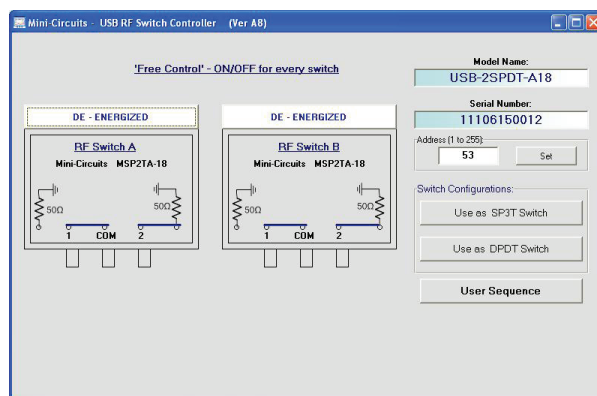 Mini-Circuits - USB RF Switch Controller (Ver A8)
'Free Control' - ON/OFF for every switch
Model Name:
USB-2SPDT-A18
Serial Number:
11106150012
Address (1 to 255):
53 Set
DE - ENERGIZED
RF Switch A
Mini-Circuits MSP2TA-18
50Ω 50Ω
1 COM 2
DE - ENERGIZED
RF Switch B
Mini-Circuits MSP2TA-18
50Ω 50Ω
1 COM 2
Switch Configurations:
Use as SP3T Switch
Use as DPDT Switch
User Sequence